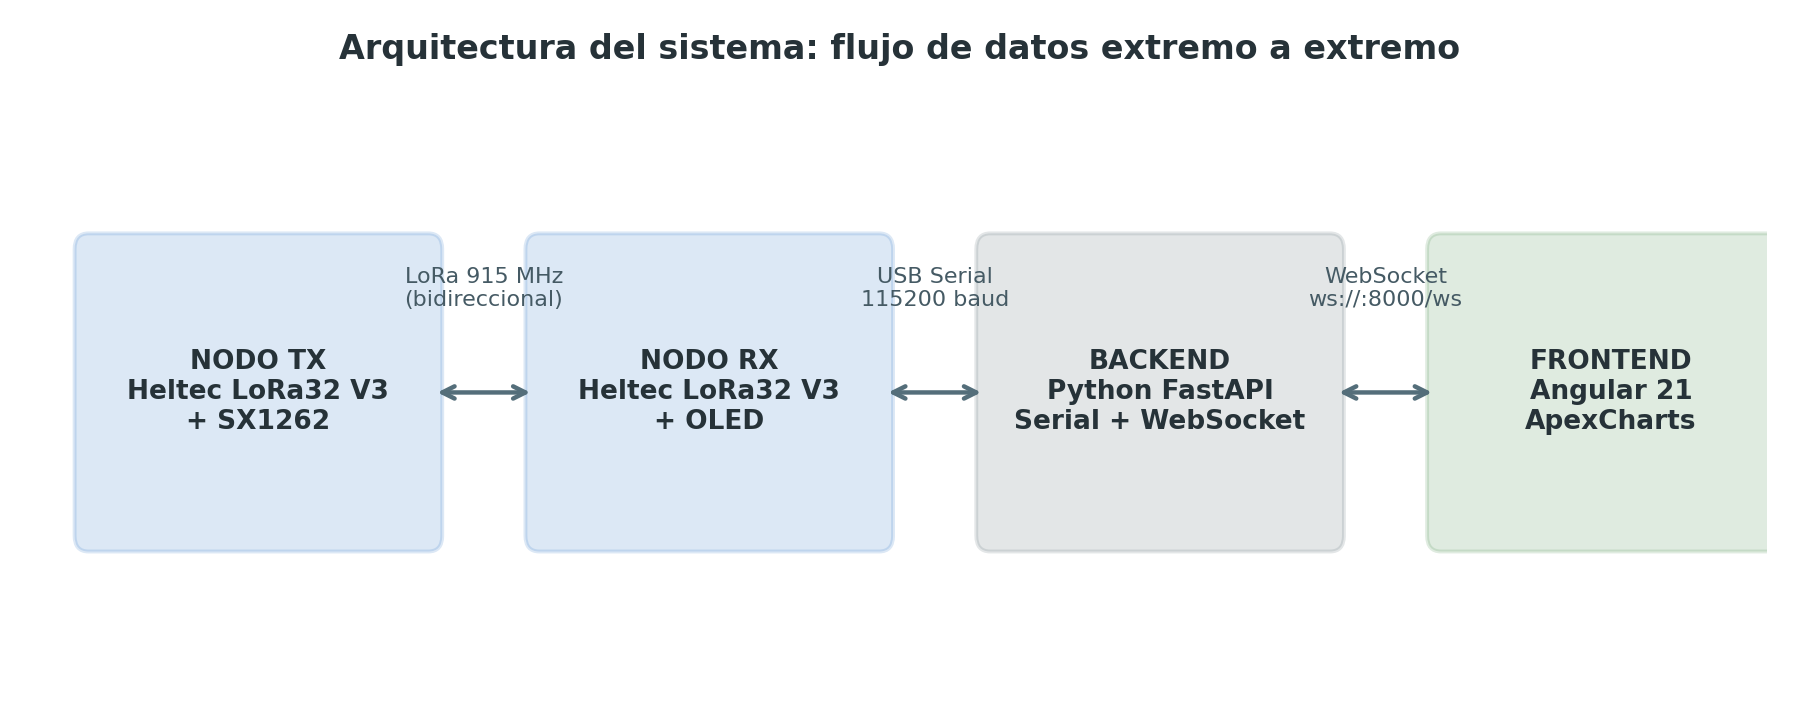 Arquitectura del sistema: flujo de datos extremo a extremo
LoRa 915 MHz
(bidireccional)
USB Serial
115200 baud
WebSocket
ws://:8000/ws
NODO TX
Heltec LoRa32 V3
+ SX1262
NODO RX
Heltec LoRa32 V3
+ OLED
BACKEND
Python FastAPI
Serial + WebSocket
FRONTEND
Angular 21
ApexCharts